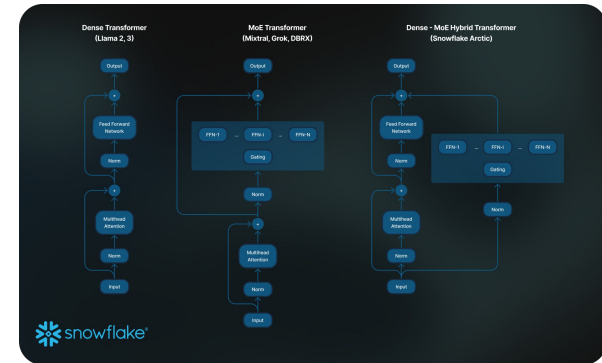 Dense Transformer
(Llama 2, 3)
Output
+
Feed Forward
Network
Norm
+
Multihead
Attention
Norm
Input
MoE Transformer
(Mixtral, Grok, DBRX)
Output
+
FFN-1 ... FFN-i ... FFN-N
Gating
Norm
+
Multihead
Attention
Norm
Input
Dense - MoE Hybrid Transformer
(Snowflake Arctic)
Output
+
Feed Forward
Network
Norm
+
Multihead
Attention
Norm
Input
FFN-1 ... FFN-i ... FFN-N
Gating
Norm
snowflake®